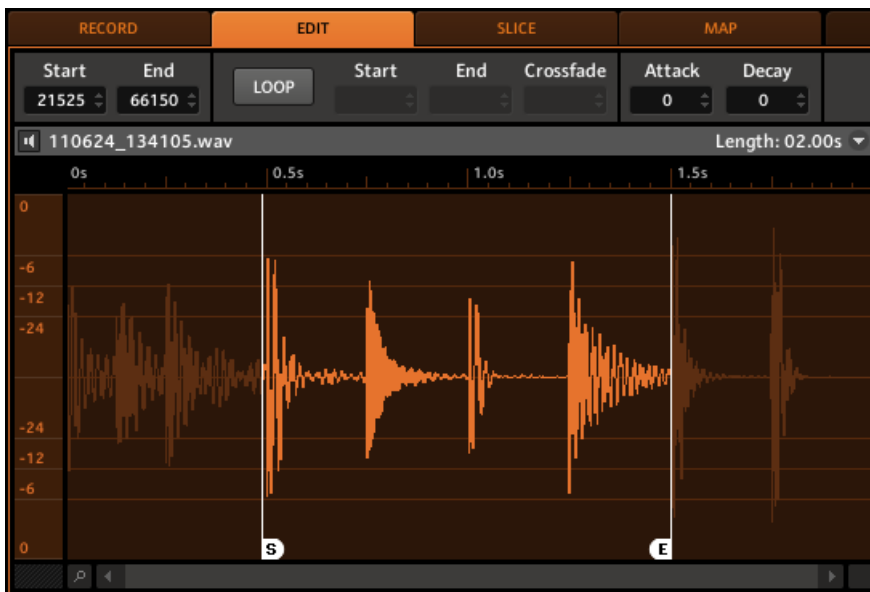 RECORD EDIT SLICE MAP
Start End LOOP Start End Crossfade Attack Decay
21525 66150 0 0
110624_134105.wav Length: 02.00s
0s 0.5s 1.0s 1.5s
0
-6
-12
-24
-24
-12
-6
0
S E